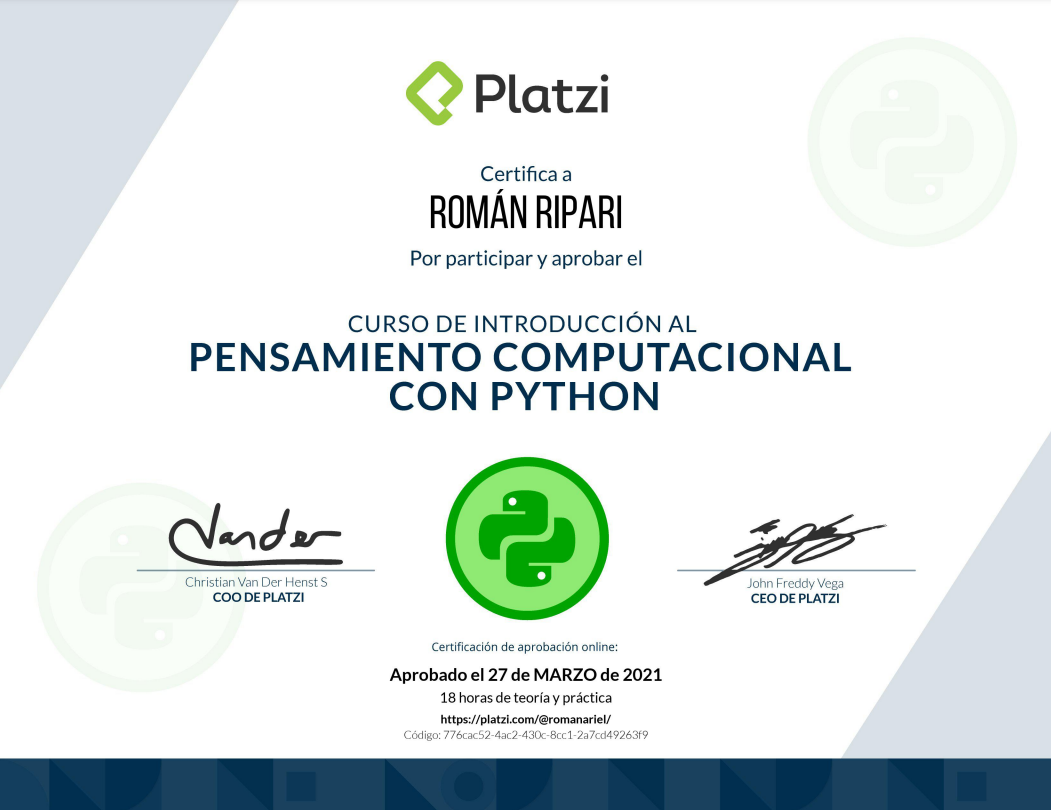 Platzi
Certifica a
ROMÁN RIPARI
Por participar y aprobar el
CURSO DE INTRODUCCIÓN AL
PENSAMIENTO COMPUTACIONAL
CON PYTHON
Vander
Christian Van Der Henst S
COO DE PLATZI
John Freddy Vega
CEO DE PLATZI
Certificación de aprobación online:
Aprobado el 27 de MARZO de 2021
18 horas de teoría y práctica
https://platzi.com/@romanariel/
Código: 776cac52-4ac2-430c-8cc1-2a7cd49263f9